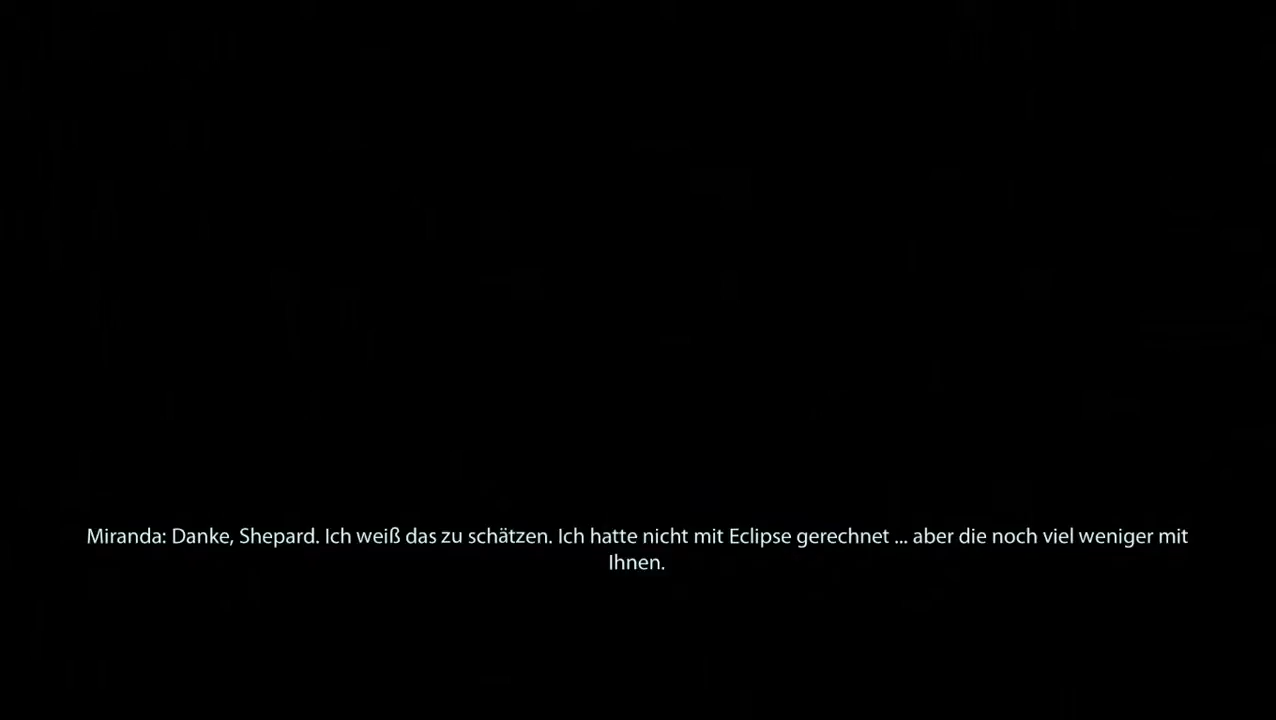 Miranda: Danke, Shepard. Ich weiß das zu schätzen. Ich hatte nicht mit Eclipse gerechnet ... aber die noch viel weniger mit
Ihnen.